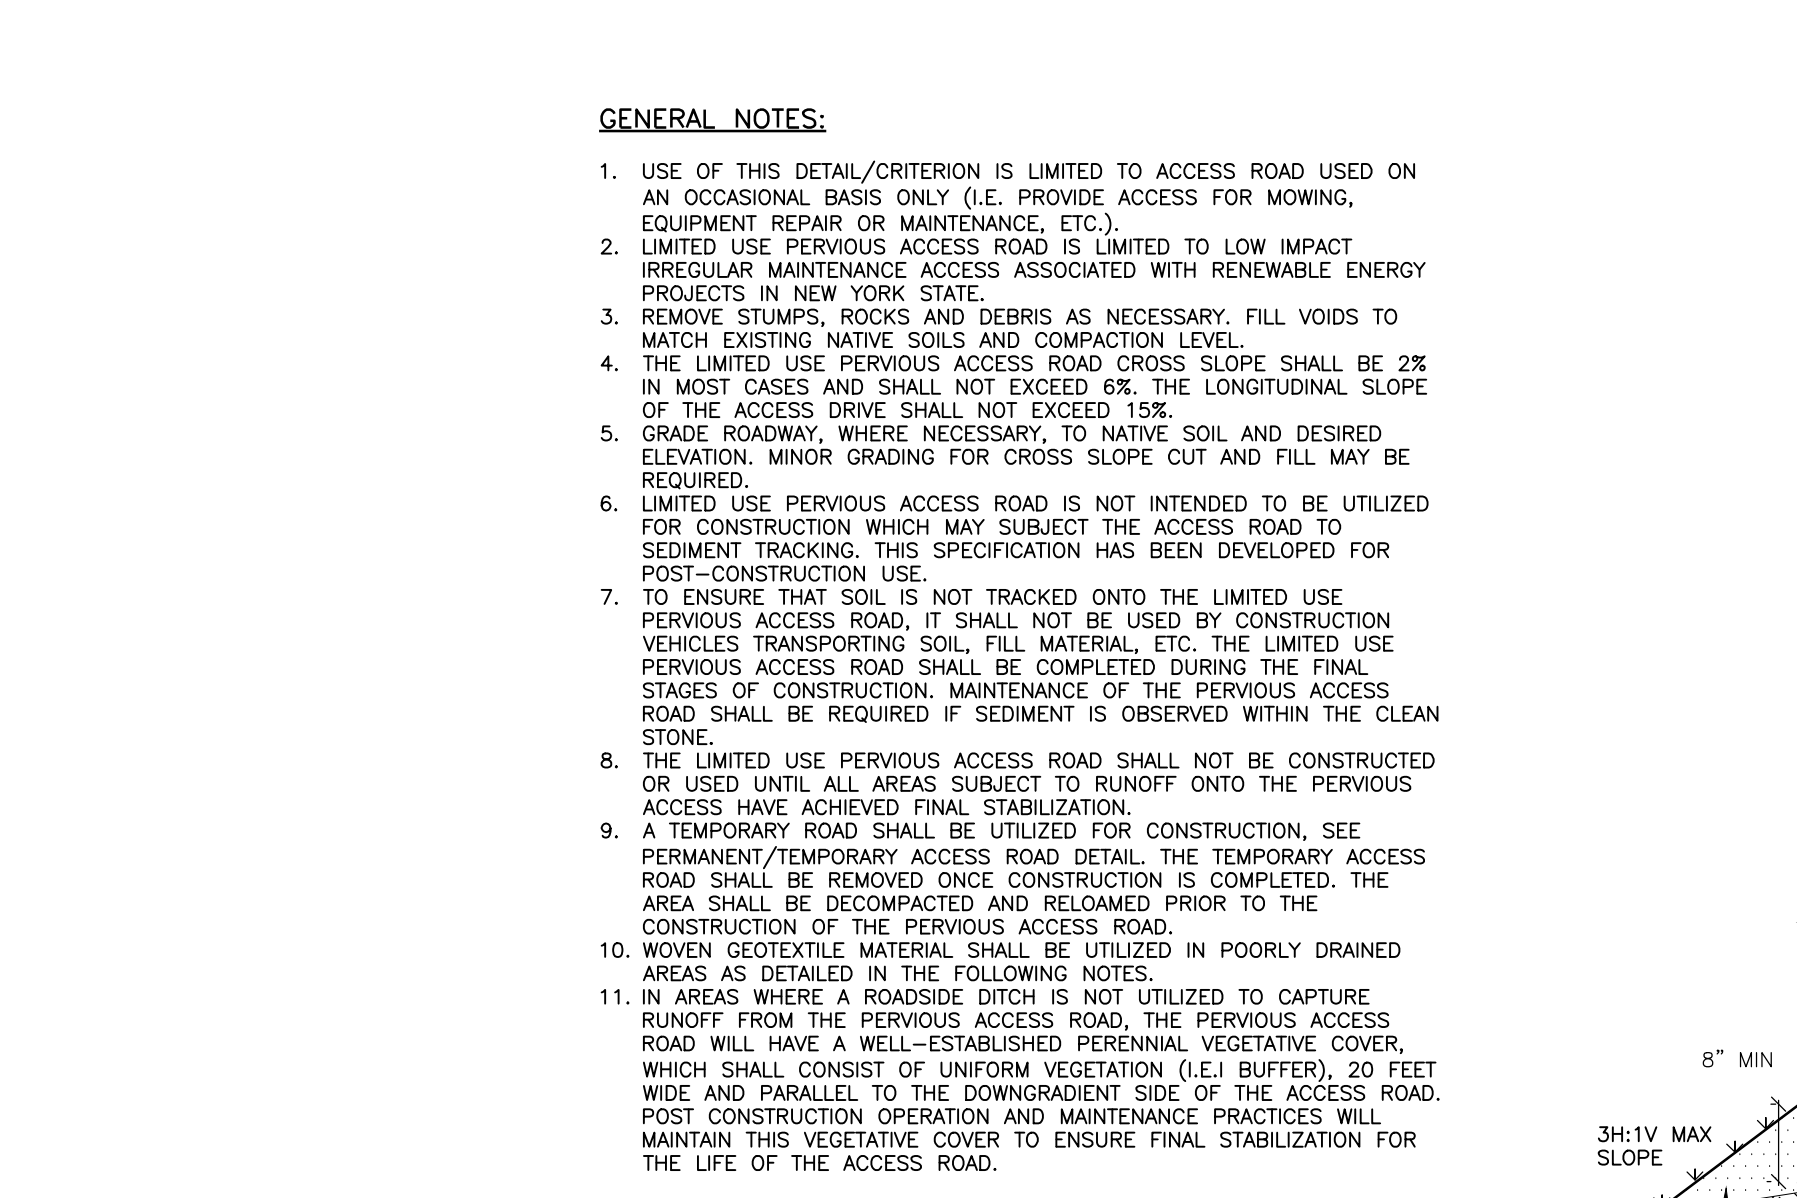 GENERAL NOTES:
1. USE OF THIS DETAIL/CRITERION IS LIMITED TO ACCESS ROAD USED ON
AN OCCASIONAL BASIS ONLY (I.E. PROVIDE ACCESS FOR MOWING,
EQUIPMENT REPAIR OR MAINTENANCE, ETC.).
2. LIMITED USE PERVIOUS ACCESS ROAD IS LIMITED TO LOW IMPACT
IRREGULAR MAINTENANCE ACCESS ASSOCIATED WITH RENEWABLE ENERGY
PROJECTS IN NEW YORK STATE.
3. REMOVE STUMPS, ROCKS AND DEBRIS AS NECESSARY. FILL VOIDS TO
MATCH EXISTING NATIVE SOILS AND COMPACTION LEVEL.
4. THE LIMITED USE PERVIOUS ACCESS ROAD CROSS SLOPE SHALL BE 2%
IN MOST CASES AND SHALL NOT EXCEED 6%. THE LONGITUDINAL SLOPE
OF THE ACCESS DRIVE SHALL NOT EXCEED 15%.
5. GRADE ROADWAY, WHERE NECESSARY, TO NATIVE SOIL AND DESIRED
ELEVATION. MINOR GRADING FOR CROSS SLOPE CUT AND FILL MAY BE
REQUIRED.
6. LIMITED USE PERVIOUS ACCESS ROAD IS NOT INTENDED TO BE UTILIZED
FOR CONSTRUCTION WHICH MAY SUBJECT THE ACCESS ROAD TO
SEDIMENT TRACKING. THIS SPECIFICATION HAS BEEN DEVELOPED FOR
POST–CONSTRUCTION USE.
7. TO ENSURE THAT SOIL IS NOT TRACKED ONTO THE LIMITED USE
PERVIOUS ACCESS ROAD, IT SHALL NOT BE USED BY CONSTRUCTION
VEHICLES TRANSPORTING SOIL, FILL MATERIAL, ETC. THE LIMITED USE
PERVIOUS ACCESS ROAD SHALL BE COMPLETED DURING THE FINAL
STAGES OF CONSTRUCTION. MAINTENANCE OF THE PERVIOUS ACCESS
ROAD SHALL BE REQUIRED IF SEDIMENT IS OBSERVED WITHIN THE CLEAN
STONE.
8. THE LIMITED USE PERVIOUS ACCESS ROAD SHALL NOT BE CONSTRUCTED
OR USED UNTIL ALL AREAS SUBJECT TO RUNOFF ONTO THE PERVIOUS
ACCESS HAVE ACHIEVED FINAL STABILIZATION.
9. A TEMPORARY ROAD SHALL BE UTILIZED FOR CONSTRUCTION, SEE
PERMANENT/TEMPORARY ACCESS ROAD DETAIL. THE TEMPORARY ACCESS
ROAD SHALL BE REMOVED ONCE CONSTRUCTION IS COMPLETED. THE
AREA SHALL BE DECOMPACTED AND RELOAMED PRIOR TO THE
CONSTRUCTION OF THE PERVIOUS ACCESS ROAD.
10. WOVEN GEOTEXTILE MATERIAL SHALL BE UTILIZED IN POORLY DRAINED
AREAS AS DETAILED IN THE FOLLOWING NOTES.
11. IN AREAS WHERE A ROADSIDE DITCH IS NOT UTILIZED TO CAPTURE
RUNOFF FROM THE PERVIOUS ACCESS ROAD, THE PERVIOUS ACCESS
ROAD WILL HAVE A WELL–ESTABLISHED PERENNIAL VEGETATIVE COVER,
WHICH SHALL CONSIST OF UNIFORM VEGETATION (I.E.I BUFFER), 20 FEET
WIDE AND PARALLEL TO THE DOWNGRADIENT SIDE OF THE ACCESS ROAD.
POST CONSTRUCTION OPERATION AND MAINTENANCE PRACTICES WILL
MAINTAIN THIS VEGETATIVE COVER TO ENSURE FINAL STABILIZATION FOR
THE LIFE OF THE ACCESS ROAD.
8” MIN
3H:1V MAX
SLOPE